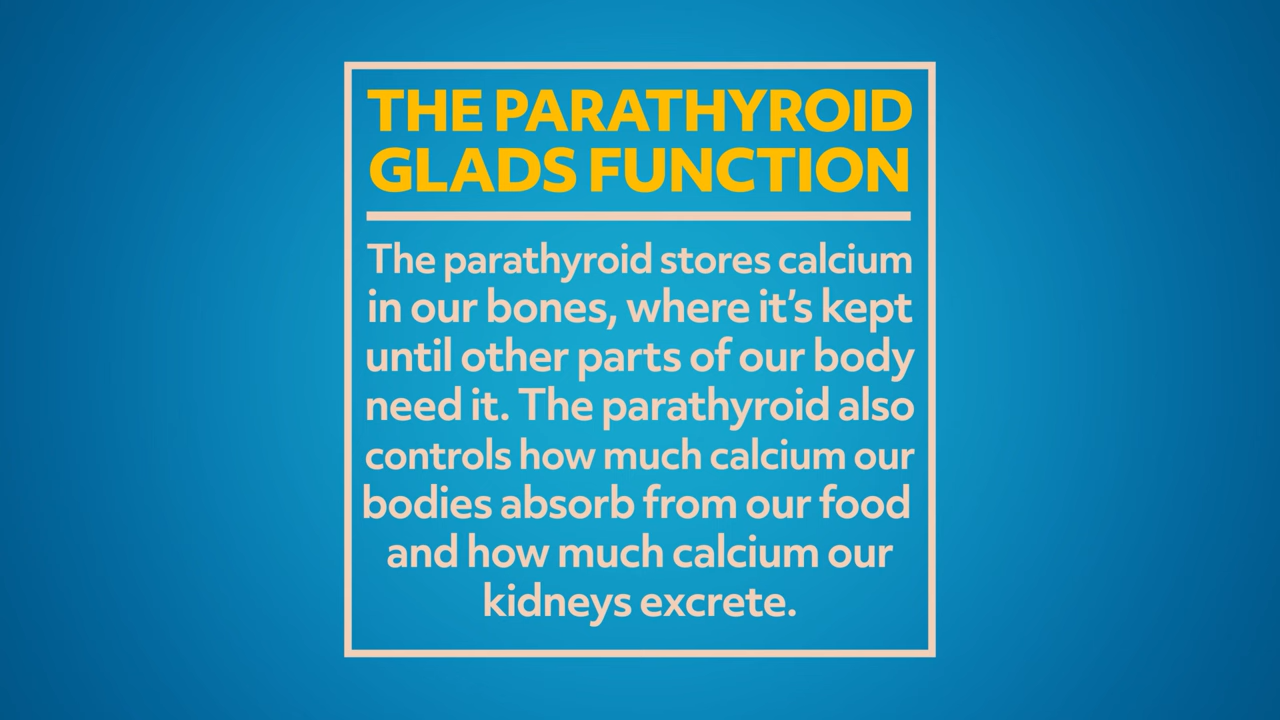 THE PARATHYROID
GLADS FUNCTION
The parathyroid stores calcium
in our bones, where it’s kept
until other parts of our body
need it. The parathyroid also
controls how much calcium our
bodies absorb from our food
and how much calcium our
kidneys excrete.